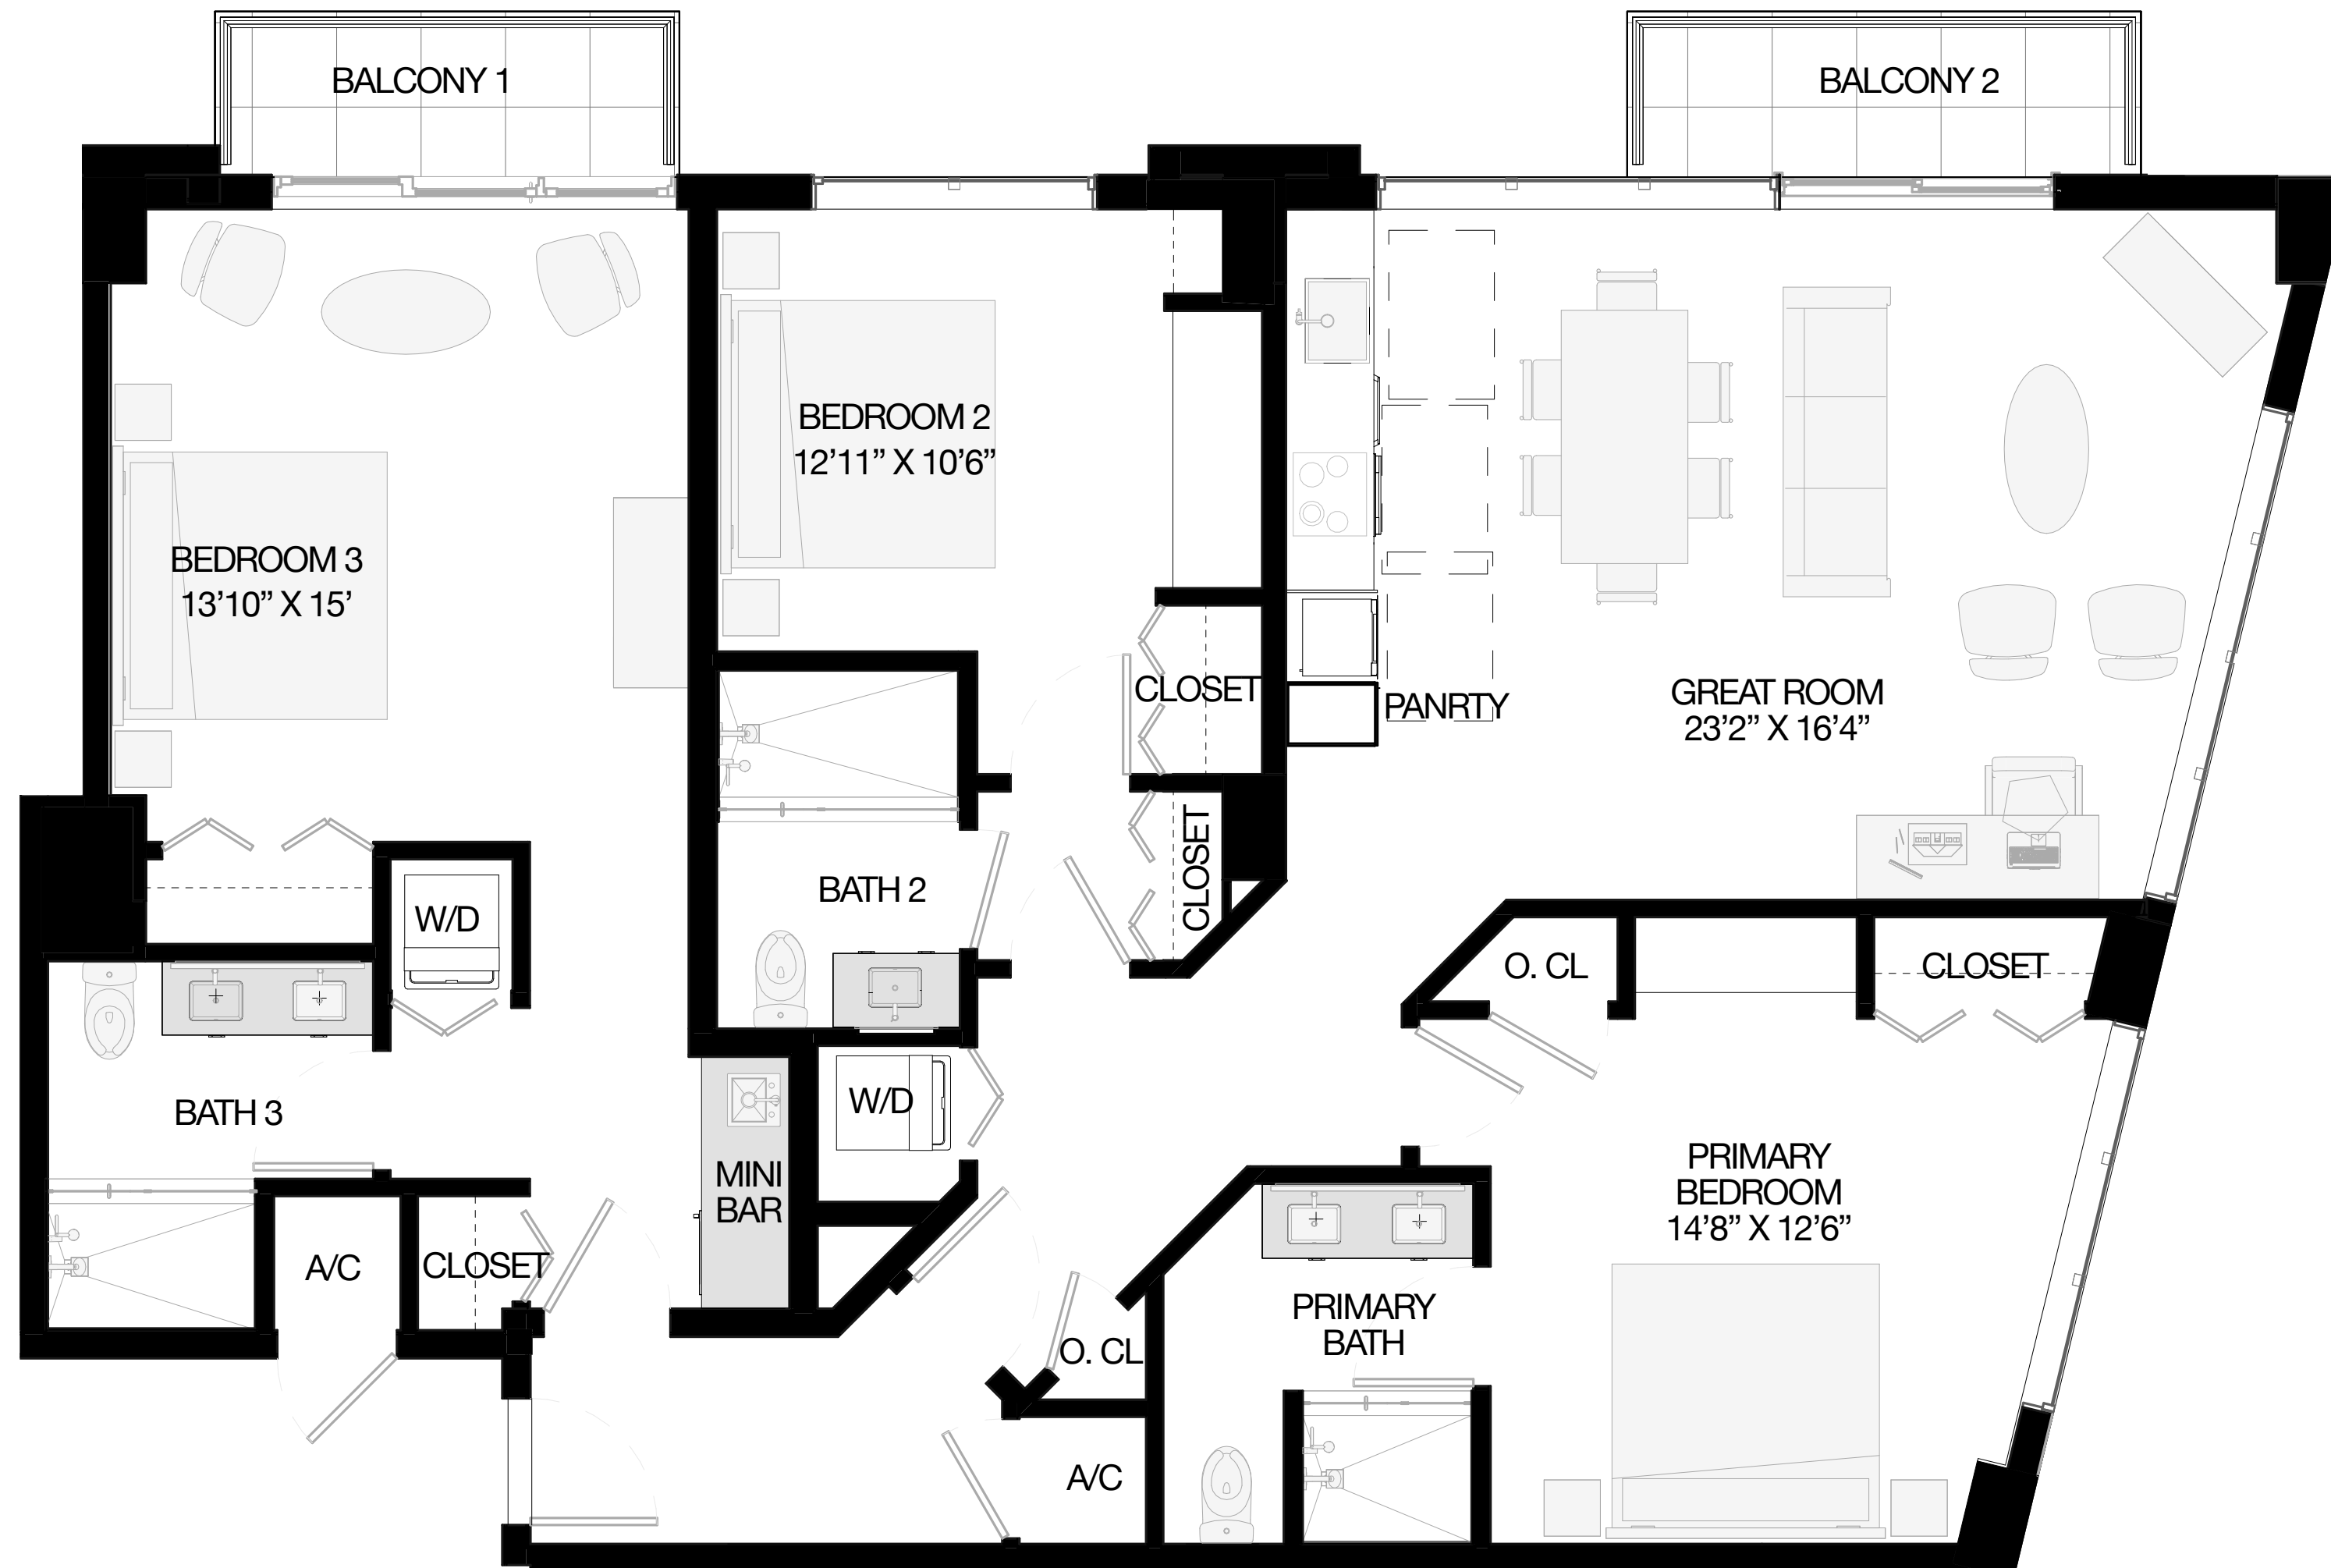 BALCONY 1
BALCONY 2
BEDROOM 2
12’11” X 10’6”
BEDROOM 3
13’10” X 15’
CLOSET
PANRTY
GREAT ROOM
23’2” X 16’4”
CLOSET
BATH 2
W/D
O. CL
CLOSET
W/D
BATH 3
MINI
BAR
PRIMARY
BEDROOM
14’8” X 12’6”
A/C
CLOSET
PRIMARY
BATH
O. CL
A/C